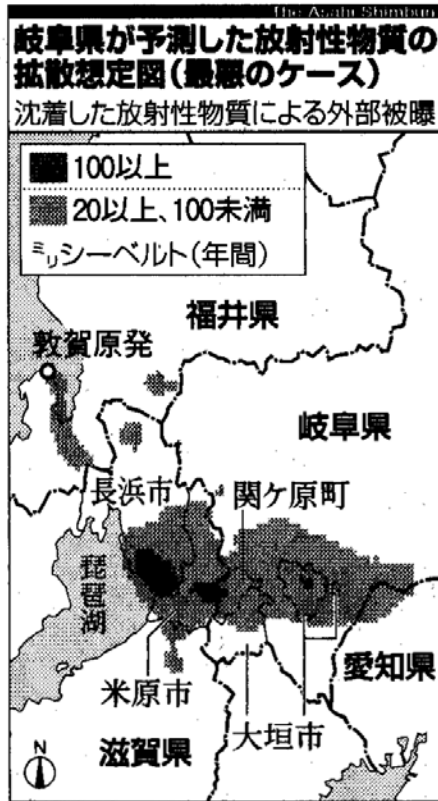 The Asahi Shimbun
岐阜県が予測した放射性物質の
拡散想定図(最悪のケース)
沈着した放射性物質による外部被曝
100以上
20以上、100未満
ミリシーベルト(年間)
福井県
敦賀原発
岐阜県
長浜市
関ケ原町
琵琶湖
愛知県
米原市
大垣市
滋賀県
N